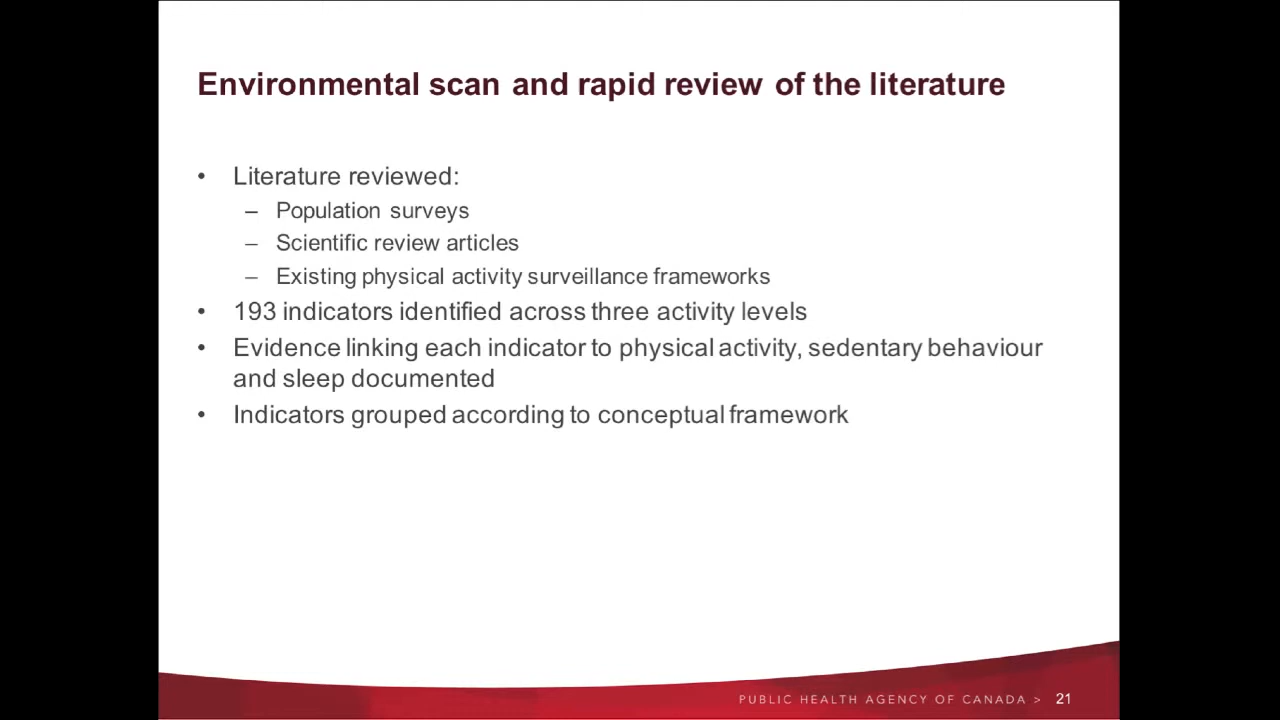 Environmental scan and rapid review of the literature
• Literature reviewed:
– Population surveys
– Scientific review articles
– Existing physical activity surveillance frameworks
• 193 indicators identified across three activity levels
• Evidence linking each indicator to physical activity, sedentary behaviour
and sleep documented
• Indicators grouped according to conceptual framework
PUBLIC HEALTH AGENCY OF CANADA > 21